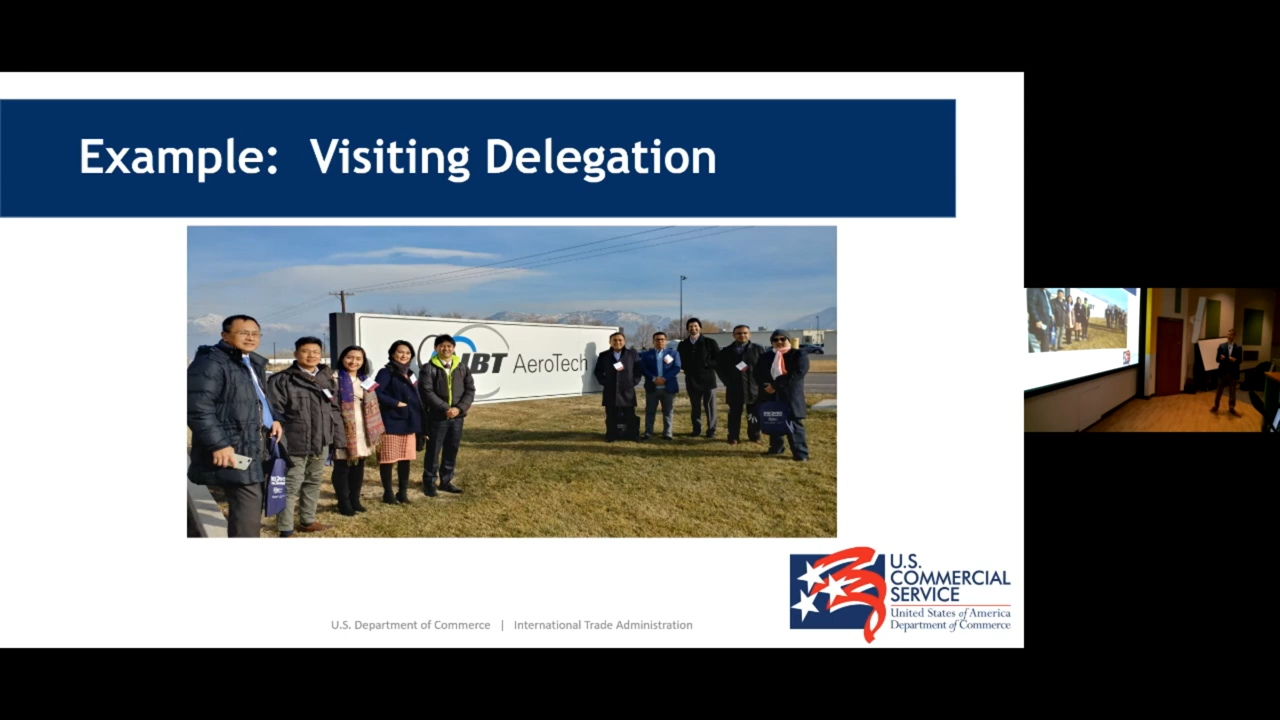 Example: Visiting Delegation
JBT AeroTech
U.S.
COMMERCIAL
SERVICE
United States of America
Department of Commerce
U.S. Department of Commerce | International Trade Administration